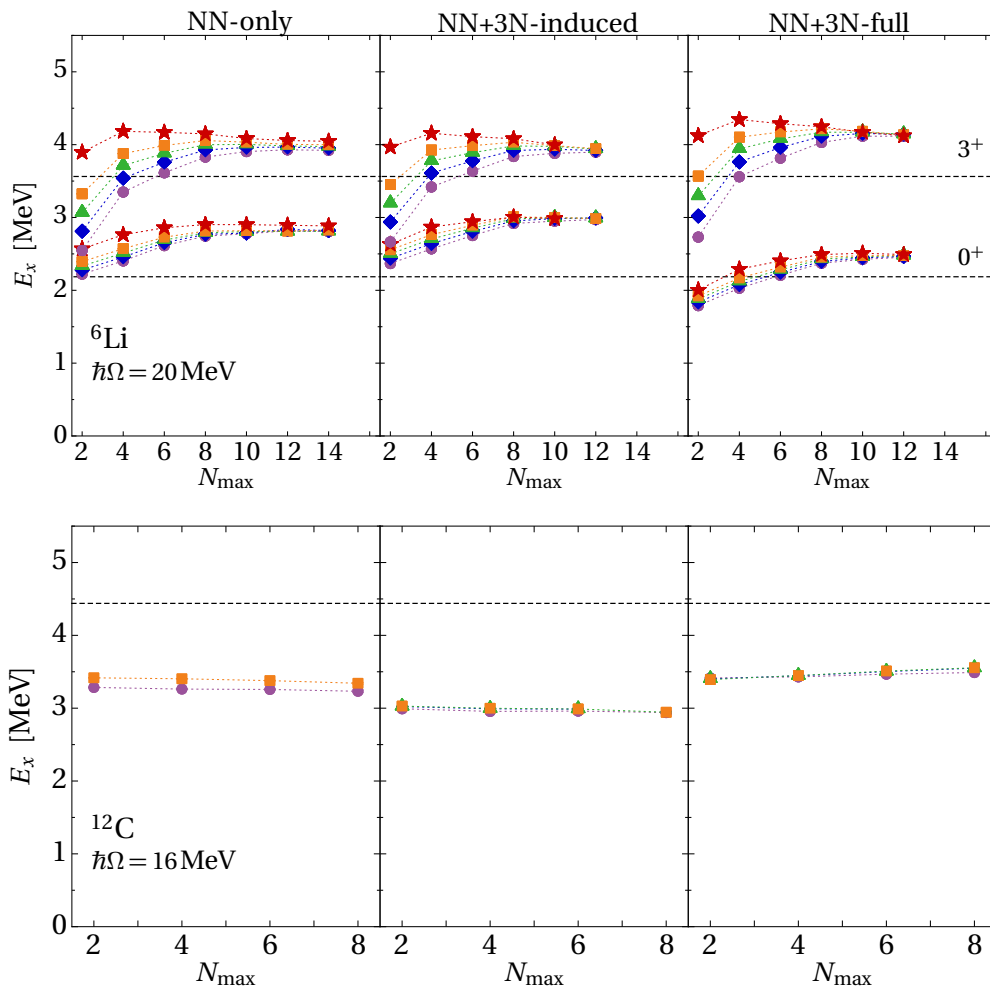 NN-only NN+3N-induced NN+3N-full
5
4
3
2
1
0
E_x [MeV]
3⁺
0⁺
⁶Li
ℏΩ = 20 MeV
2 4 6 8 10 12 14 2 4 6 8 10 12 14 2 4 6 8 10 12 14
N_max N_max N_max
5
4
3
2
1
0
E_x [MeV]
¹²C
ℏΩ = 16 MeV
2 4 6 8 2 4 6 8 2 4 6 8
N_max N_max N_max